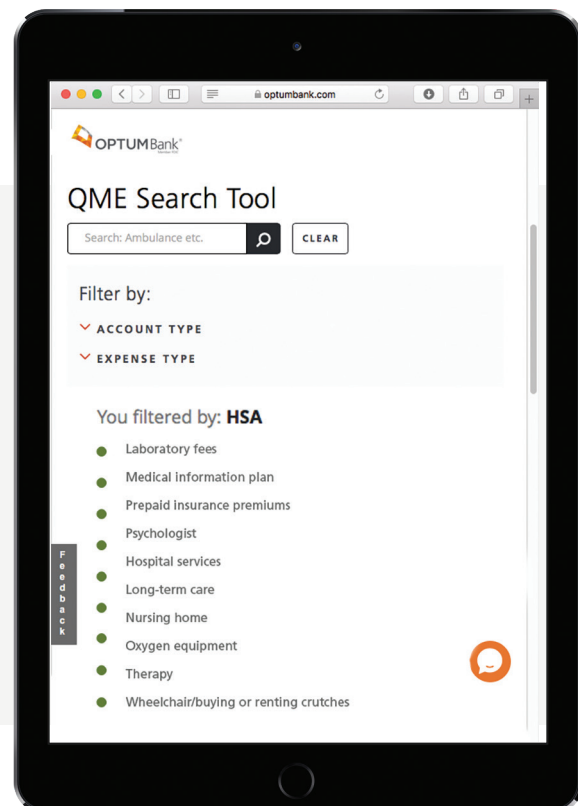 optumbank.com
OPTUMBank®
QME Search Tool
Search: Ambulance etc.
CLEAR
Filter by:
ACCOUNT TYPE
EXPENSE TYPE
You filtered by: HSA
Laboratory fees
Medical information plan
Prepaid insurance premiums
Psychologist
Hospital services
Long-term care
Nursing home
Oxygen equipment
Therapy
Wheelchair/buying or renting crutches
Feedback